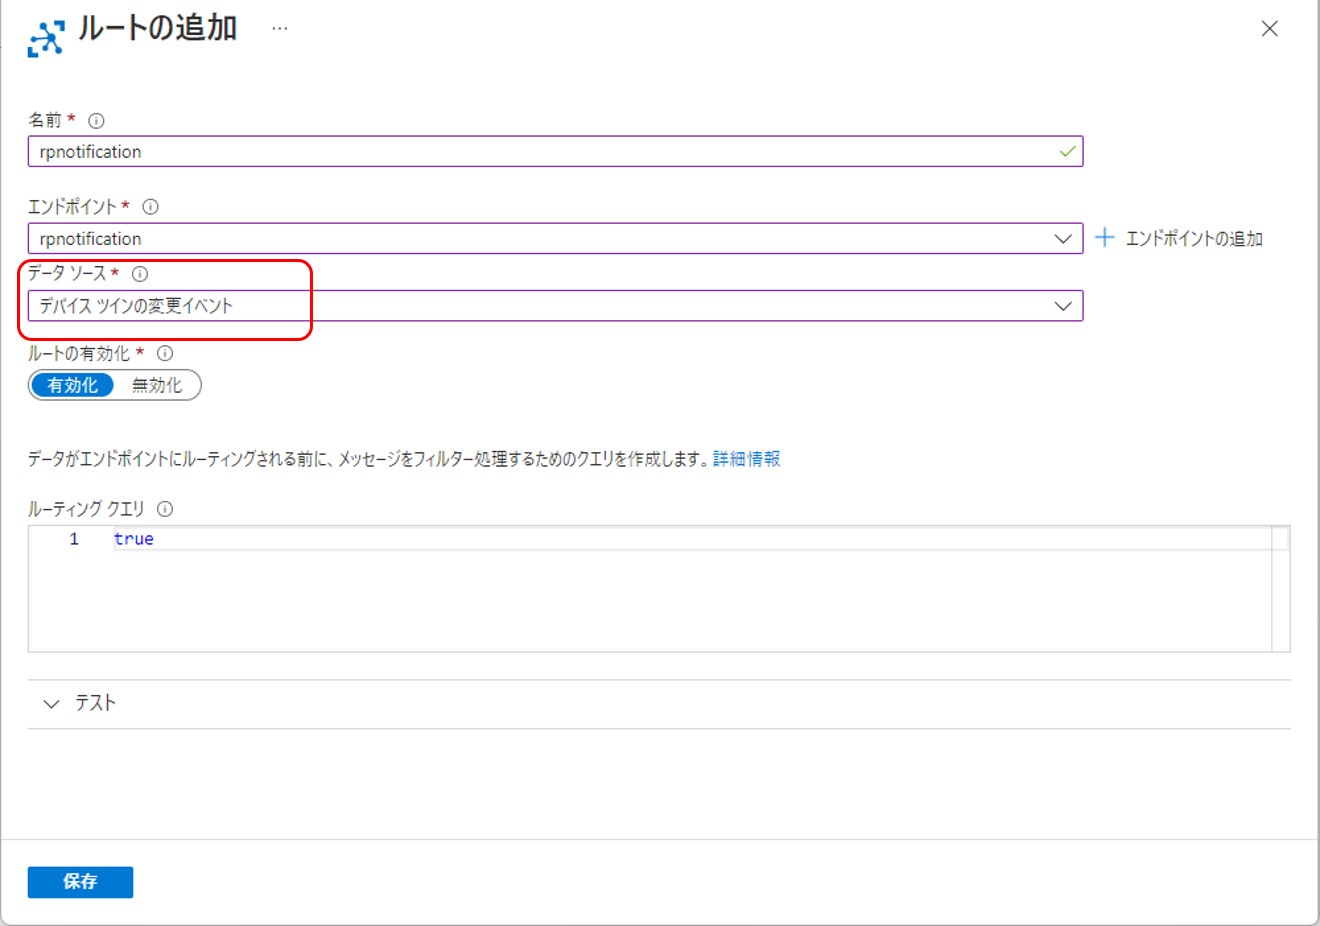 ルートの追加 …
名前 *
rpnotification
エンドポイント *
rpnotification
エンドポイントの追加
データ ソース *
デバイス ツインの変更イベント
ルートの有効化 *
有効化 無効化
データがエンドポイントにルーティングされる前に、メッセージをフィルター処理するためのクエリを作成します。詳細情報
ルーティング クエリ
1 true
テスト
保存